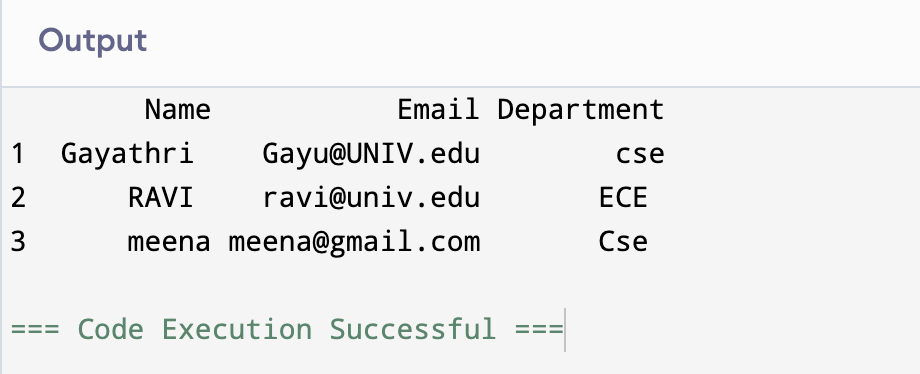 Output
        Name           Email Department
1  Gayathri    Gayu@UNIV.edu        cse
2      RAVI    ravi@univ.edu       ECE
3      meena meena@gmail.com       Cse
=== Code Execution Successful ===